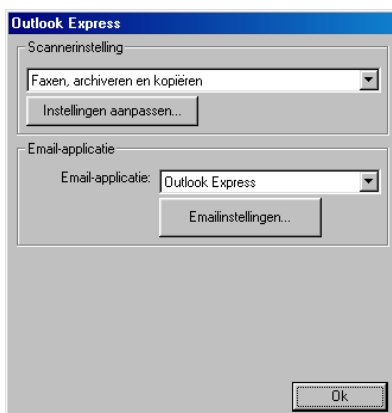 Outlook Express
Scannerinstelling
Faxen, archiveren en kopiëren
Instellingen aanpassen...
Email-applicatie
Email-applicatie: Outlook Express
Emailinstellingen...
Ok